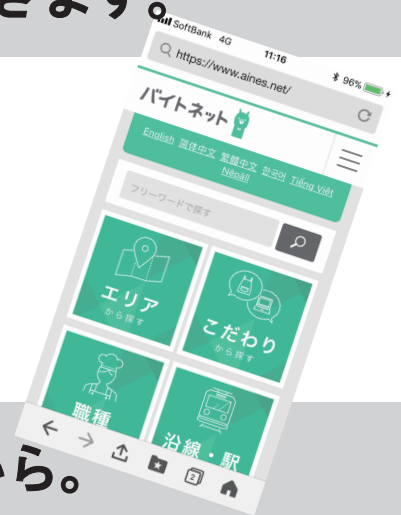 きます。
SoftBank 4G 11:16 96%
https://www.aines.net/
バイトネット
English 简体中文 繁體中文 한국어 Tiếng Việt
Nēpālī
フリーワードで探す
エリア
から探す
こだわり
から探す
職種
沿線・駅
2
から。